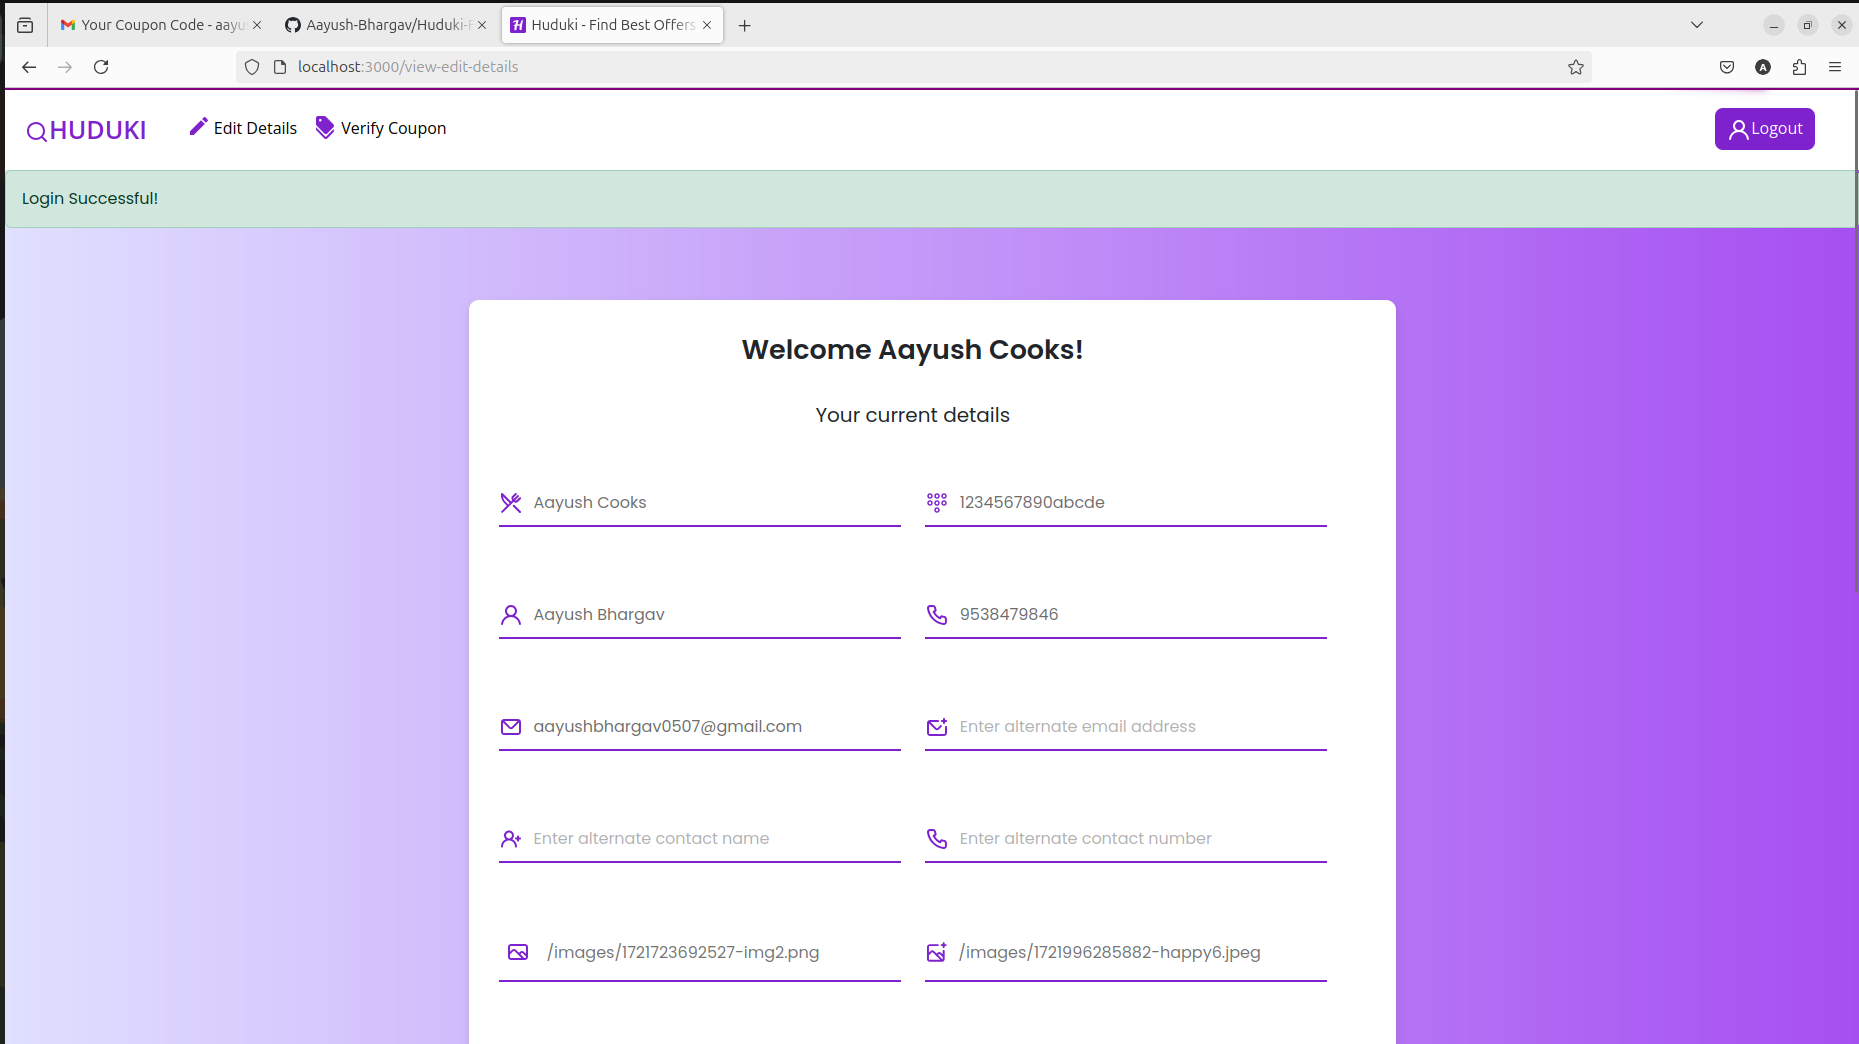 Your Coupon Code - aayus
Aayush-Bhargav/Huduki-F
Huduki - Find Best Offers
localhost:3000/view-edit-details
A
HUDUKI
Edit Details
Verify Coupon
Logout
Login Successful!
Welcome Aayush Cooks!
Your current details
Aayush Cooks
1234567890abcde
Aayush Bhargav
9538479846
aayushbhargav0507@gmail.com
Enter alternate email address
Enter alternate contact name
Enter alternate contact number
/images/1721723692527-img2.png
/images/1721996285882-happy6.jpeg